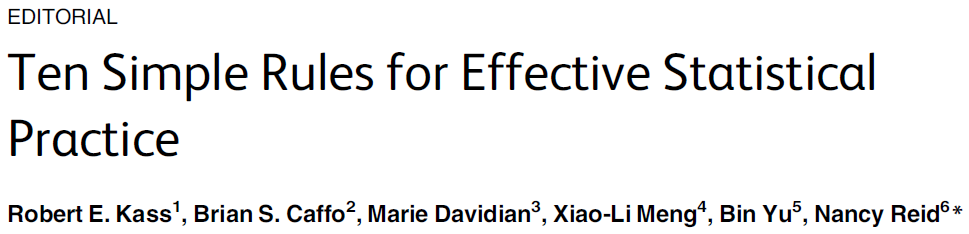 EDITORIAL
Ten Simple Rules for Effective Statistical
Practice
Robert E. Kass1, Brian S. Caffo2, Marie Davidian3, Xiao-Li Meng4, Bin Yu5, Nancy Reid6*